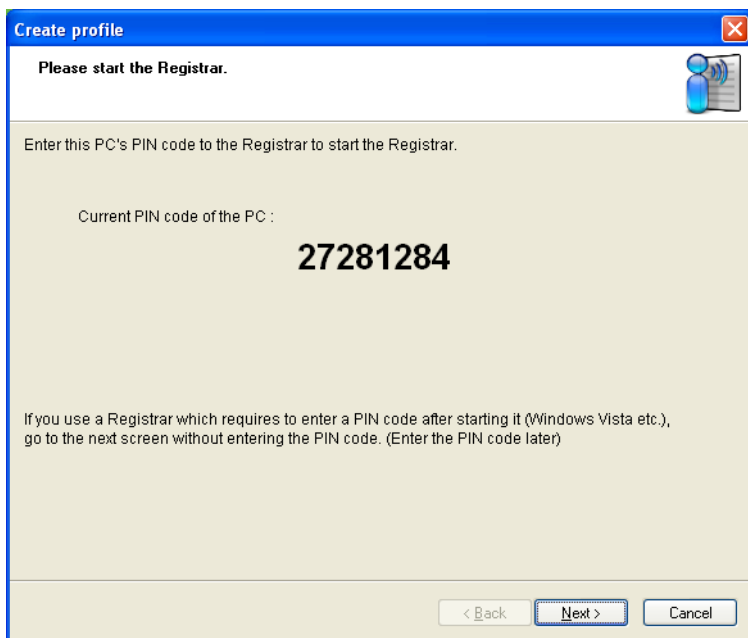 Create profile
Please start the Registrar.
Enter this PC's PIN code to the Registrar to start the Registrar.
Current PIN code of the PC :
27281284
If you use a Registrar which requires to enter a PIN code after starting it (Windows Vista etc.),
go to the next screen without entering the PIN code. (Enter the PIN code later)
< Back Next > Cancel